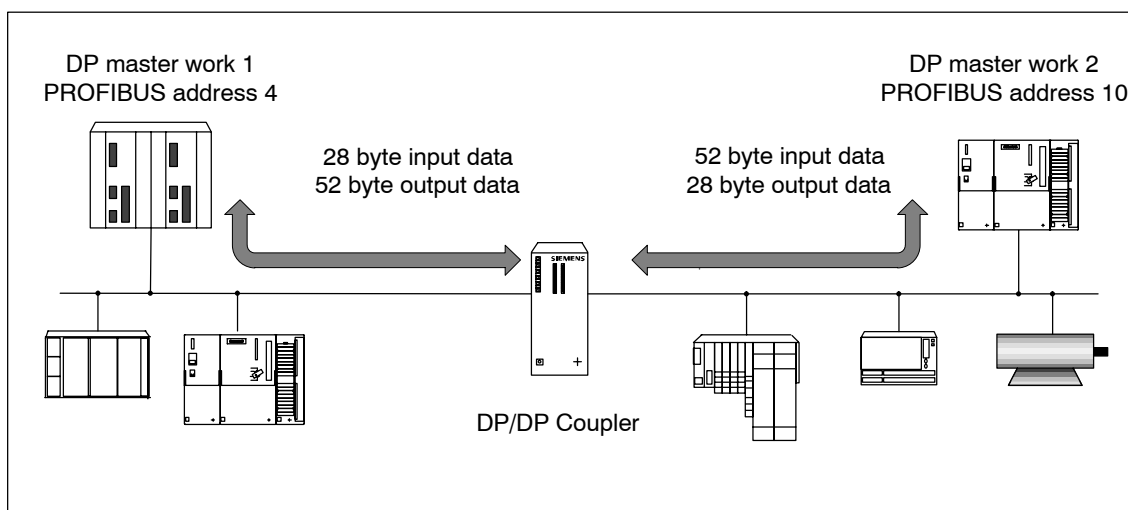 DP master work 1
PROFIBUS address 4
DP master work 2
PROFIBUS address 10
28 byte input data
52 byte output data
52 byte input data
28 byte output data
SIEMENS
DP/DP Coupler